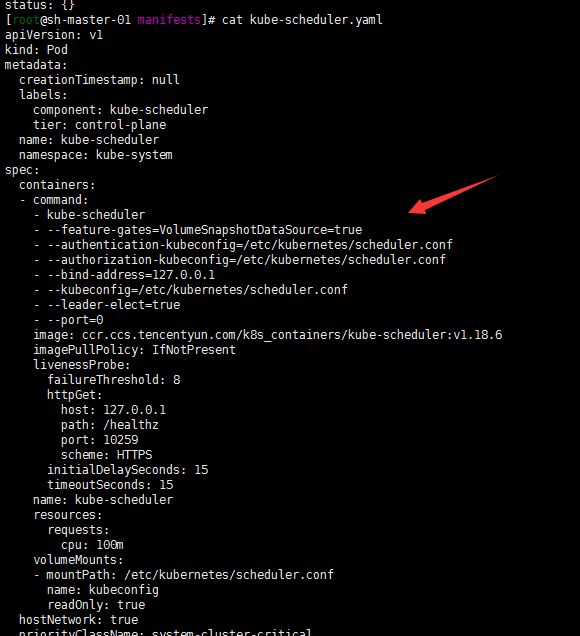 status: {}
[root@sh-master-01 manifests]# cat kube-scheduler.yaml
apiVersion: v1
kind: Pod
metadata:
  creationTimestamp: null
  labels:
    component: kube-scheduler
    tier: control-plane
  name: kube-scheduler
  namespace: kube-system
spec:
  containers:
  - command:
    - kube-scheduler
    - --feature-gates=VolumeSnapshotDataSource=true
    - --authentication-kubeconfig=/etc/kubernetes/scheduler.conf
    - --authorization-kubeconfig=/etc/kubernetes/scheduler.conf
    - --bind-address=127.0.0.1
    - --kubeconfig=/etc/kubernetes/scheduler.conf
    - --leader-elect=true
    - --port=0
    image: ccr.ccs.tencentyun.com/k8s_containers/kube-scheduler:v1.18.6
    imagePullPolicy: IfNotPresent
    livenessProbe:
      failureThreshold: 8
      httpGet:
        host: 127.0.0.1
        path: /healthz
        port: 10259
        scheme: HTTPS
      initialDelaySeconds: 15
      timeoutSeconds: 15
    name: kube-scheduler
    resources:
      requests:
        cpu: 100m
    volumeMounts:
    - mountPath: /etc/kubernetes/scheduler.conf
      name: kubeconfig
      readOnly: true
  hostNetwork: true
  priorityClassName: system-cluster-critical